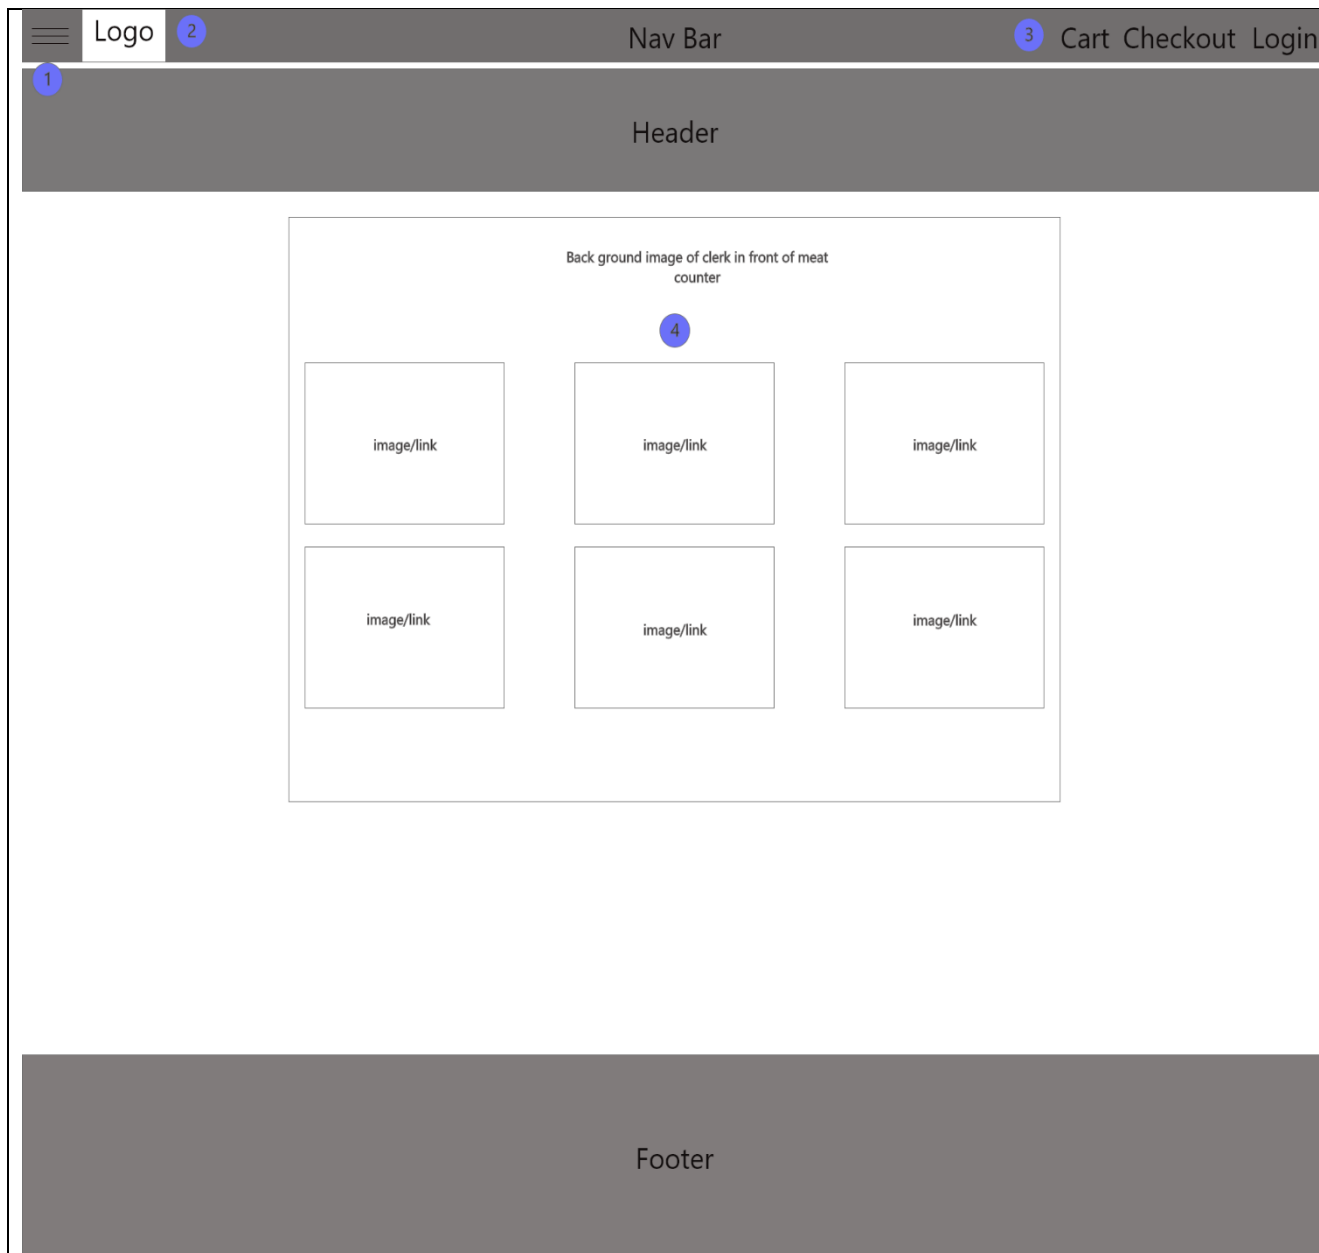 Logo 2 Nav Bar 3 Cart Checkout Login
1
Header
Back ground image of clerk in front of meat
counter
4
image/link image/link image/link
image/link image/link image/link
Footer